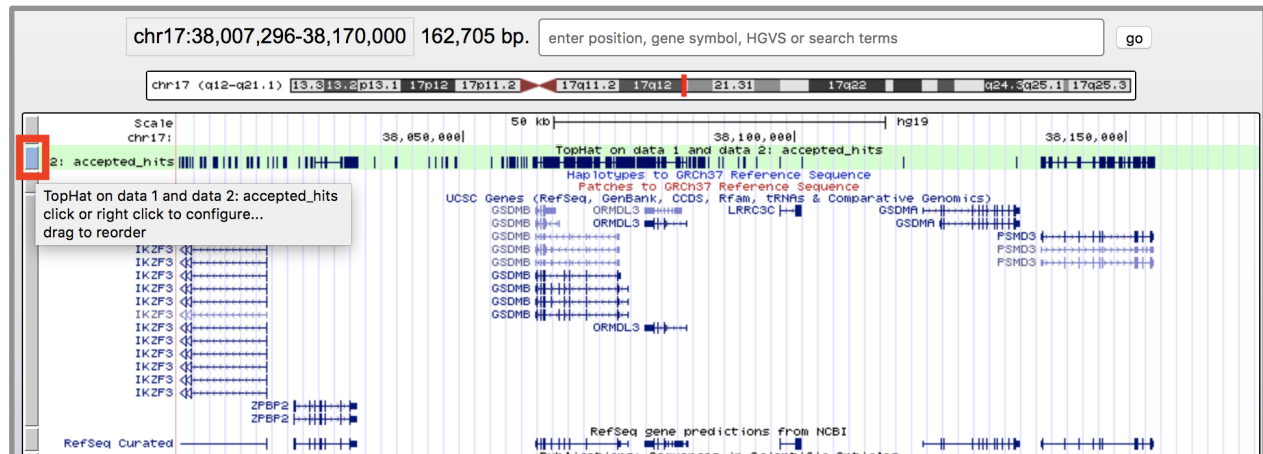 chr17:38,007,296-38,170,000 162,705 bp. enter position, gene symbol, HGVS or search terms go
chr17 (q12-q21.1) 13.3 13.2 p13.1 17p12 17p11.2 17q11.2 17q12 21.31 17q22 q24.3 q25.1 17q25.3
Scale 50 kb hg19
chr17: 38,050,000 38,100,000 38,150,000
TopHat on data 1 and data 2: accepted_hits
2: accepted_hits
Haplotypes to GRCh37 Reference Sequence
Patches to GRCh37 Reference Sequence
UCSC Genes (RefSeq, GenBank, CCDS, Rfam, tRNAs & Comparative Genomics)
TopHat on data 1 and data 2: accepted_hits
click or right click to configure...
drag to reorder
GSDMB ORMDL3 LRRC3C GSDMA
GSDMB ORMDL3 GSDMA
GSDMB PSMD3
IKZF3 GSDMB PSMD3
IKZF3 GSDMB PSMD3
IKZF3 GSDMB
IKZF3 GSDMB
IKZF3 GSDMB
IKZF3 GSDMB
IKZF3 ORMDL3
IKZF3
IKZF3
IKZF3
IKZF3
IKZF3
ZPBP2
ZPBP2
RefSeq gene predictions from NCBI
RefSeq Curated